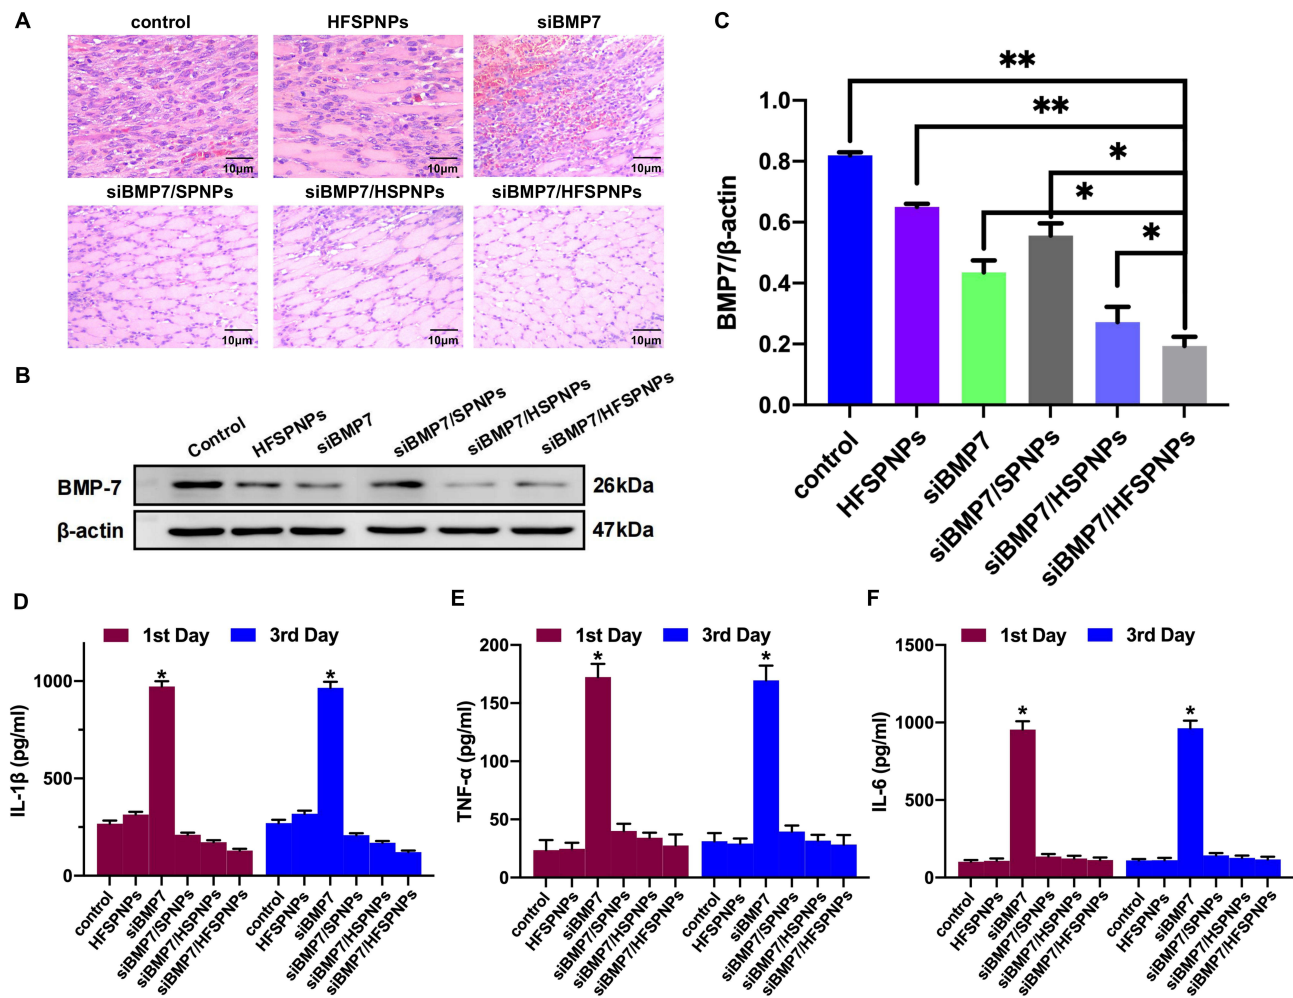 A
control
HFSPNPs
siBMP7
10μm
10μm
10μm
siBMP7/SPNPs
siBMP7/HSPNPs
siBMP7/HFSPNPs
10μm
10μm
10μm
B
Control
HFSPNPs
siBMP7
siBMP7/SPNPs
siBMP7/HSPNPs
siBMP7/HFSPNPs
BMP-7
26kDa
β-actin
47kDa
C
BMP7/β-actin
1.0
0.8
0.6
0.4
0.2
0.0
**
**
*
*
*
control
HFSPNPs
siBMP7
siBMP7/SPNPs
siBMP7/HSPNPs
siBMP7/HFSPNPs
D
1st Day
3rd Day
IL-1β (pg/ml)
1000
500
0
*
*
control
HFSPNPs
siBMP7
siBMP7/SPNPs
siBMP7/HSPNPs
siBMP7/HFSPNPs
control
HFSPNPs
siBMP7
siBMP7/SPNPs
siBMP7/HSPNPs
siBMP7/HFSPNPs
E
1st Day
3rd Day
TNF-α (pg/ml)
200
150
100
50
0
*
*
control
HFSPNPs
siBMP7
siBMP7/SPNPs
siBMP7/HSPNPs
siBMP7/HFSPNPs
control
HFSPNPs
siBMP7
siBMP7/SPNPs
siBMP7/HSPNPs
siBMP7/HFSPNPs
F
1st Day
3rd Day
IL-6 (pg/ml)
1500
1000
500
0
*
*
control
HFSPNPs
siBMP7
siBMP7/SPNPs
siBMP7/HSPNPs
siBMP7/HFSPNPs
control
HFSPNPs
siBMP7
siBMP7/SPNPs
siBMP7/HSPNPs
siBMP7/HFSPNPs